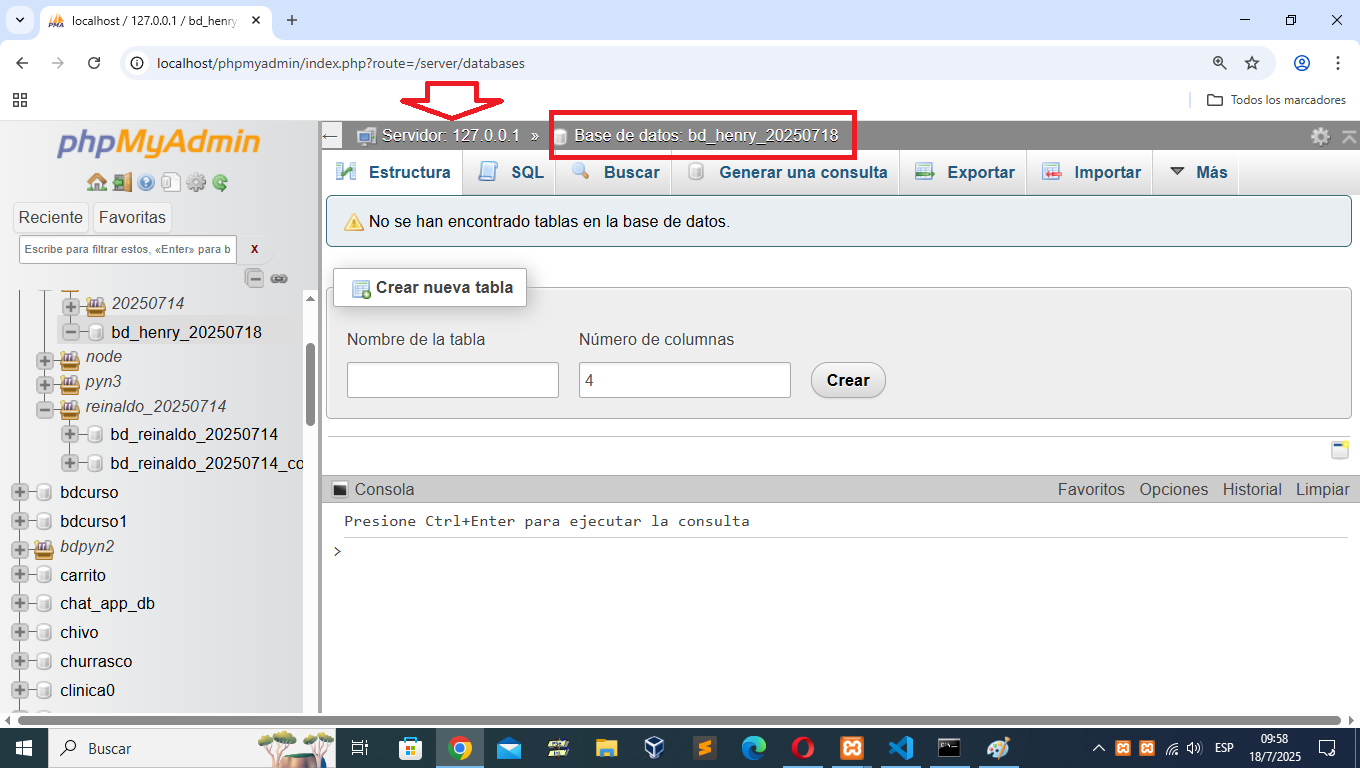 localhost / 127.0.0.1 / bd_henry
localhost/phpmyadmin/index.php?route=/server/databases
Todos los marcadores
phpMyAdmin
Reciente
Favoritas
Escribe para filtrar estos, «Enter» para b
X
20250714
bd_henry_20250718
node
pyn3
reinaldo_20250714
bd_reinaldo_20250714
bd_reinaldo_20250714_co
bdcurso
bdcurso1
bdpyn2
carrito
chat_app_db
chivo
churrasco
clinica0
Servidor: 127.0.0.1 » Base de datos: bd_henry_20250718
Estructura SQL Buscar Generar una consulta Exportar Importar Más
No se han encontrado tablas en la base de datos.
Crear nueva tabla
Nombre de la tabla Número de columnas
4 Crear
Consola Favoritos Opciones Historial Limpiar
Presione Ctrl+Enter para ejecutar la consulta
>
Buscar
ESP
09:58
18/7/2025